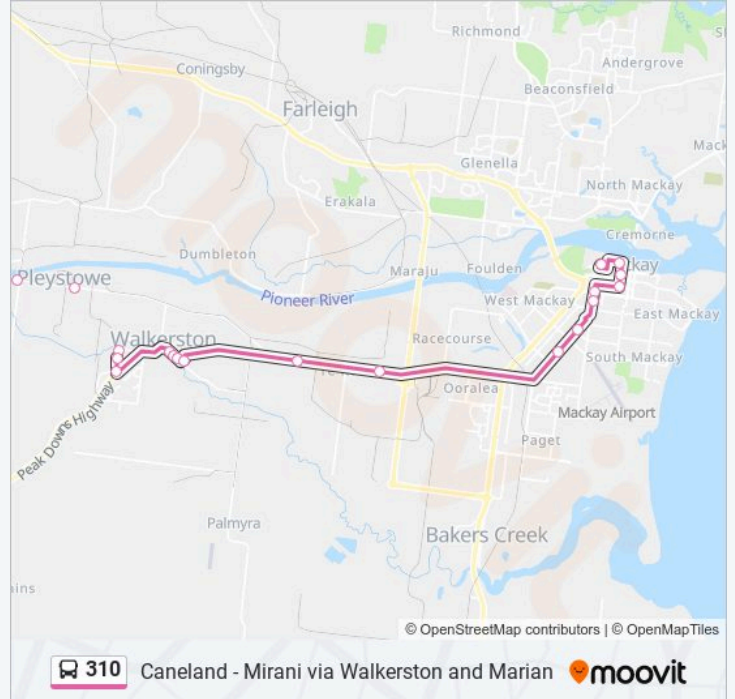 Richmond
Coningsby
Andergrove
Beaconsfield
Farleigh
Glenella
North Mackay
Erakala
Cremorne
Dumbleton
Maraju
Foulden
Pleystowe
Pioneer River
West Mackay
East Mackay
Walkerston
Racecourse
South Mackay
Ooralea
Mackay Airport
Peak Downs Highway
Paget
Palmyra
Bakers Creek
© OpenStreetMap contributors | © OpenMapTiles
310 Caneland - Mirani via Walkerston and Marian moovit